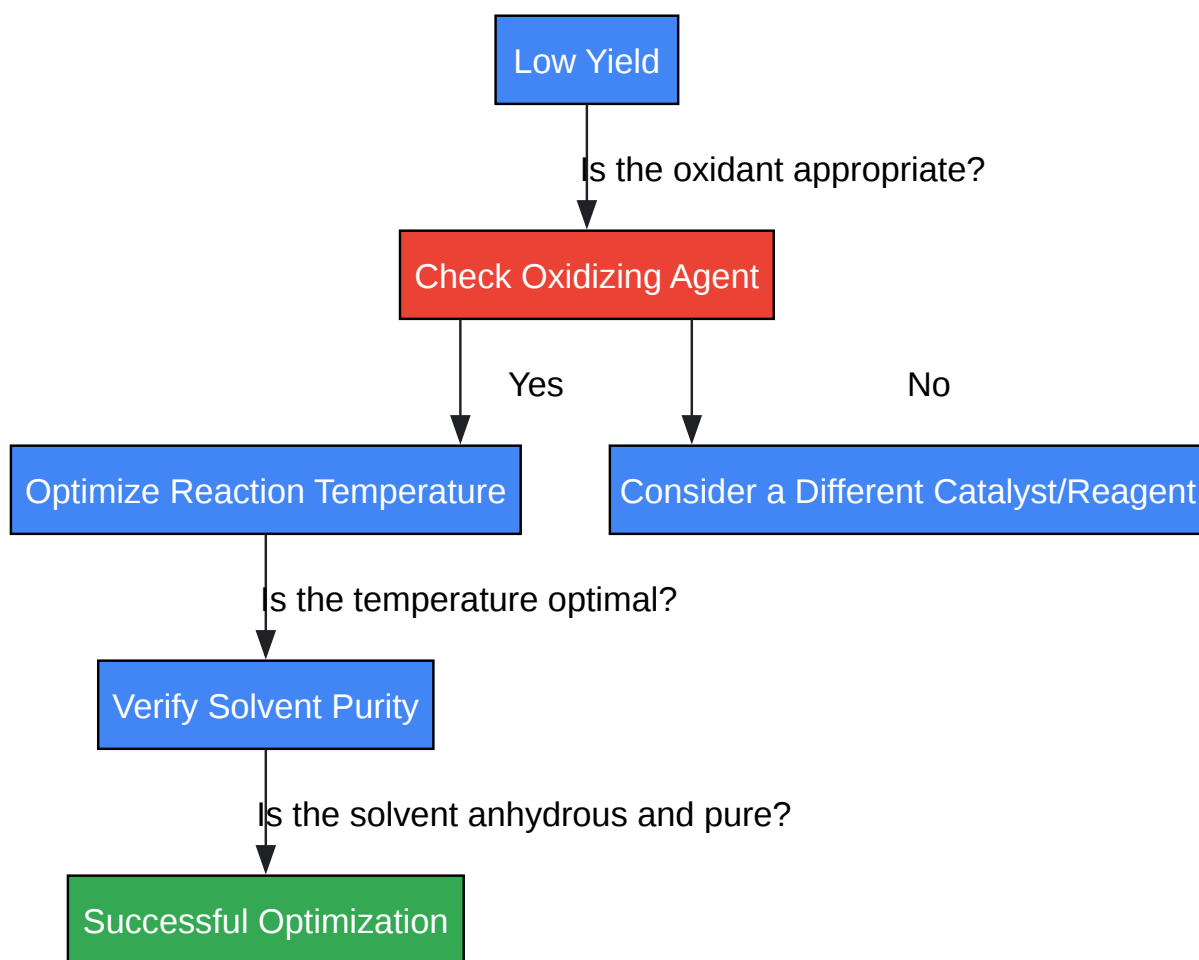 Low Yield
Is the oxidant appropriate?
Check Oxidizing Agent
Yes
No
Optimize Reaction Temperature
Consider a Different Catalyst/Reagent
Is the temperature optimal?
Verify Solvent Purity
Is the solvent anhydrous and pure?
Successful Optimization